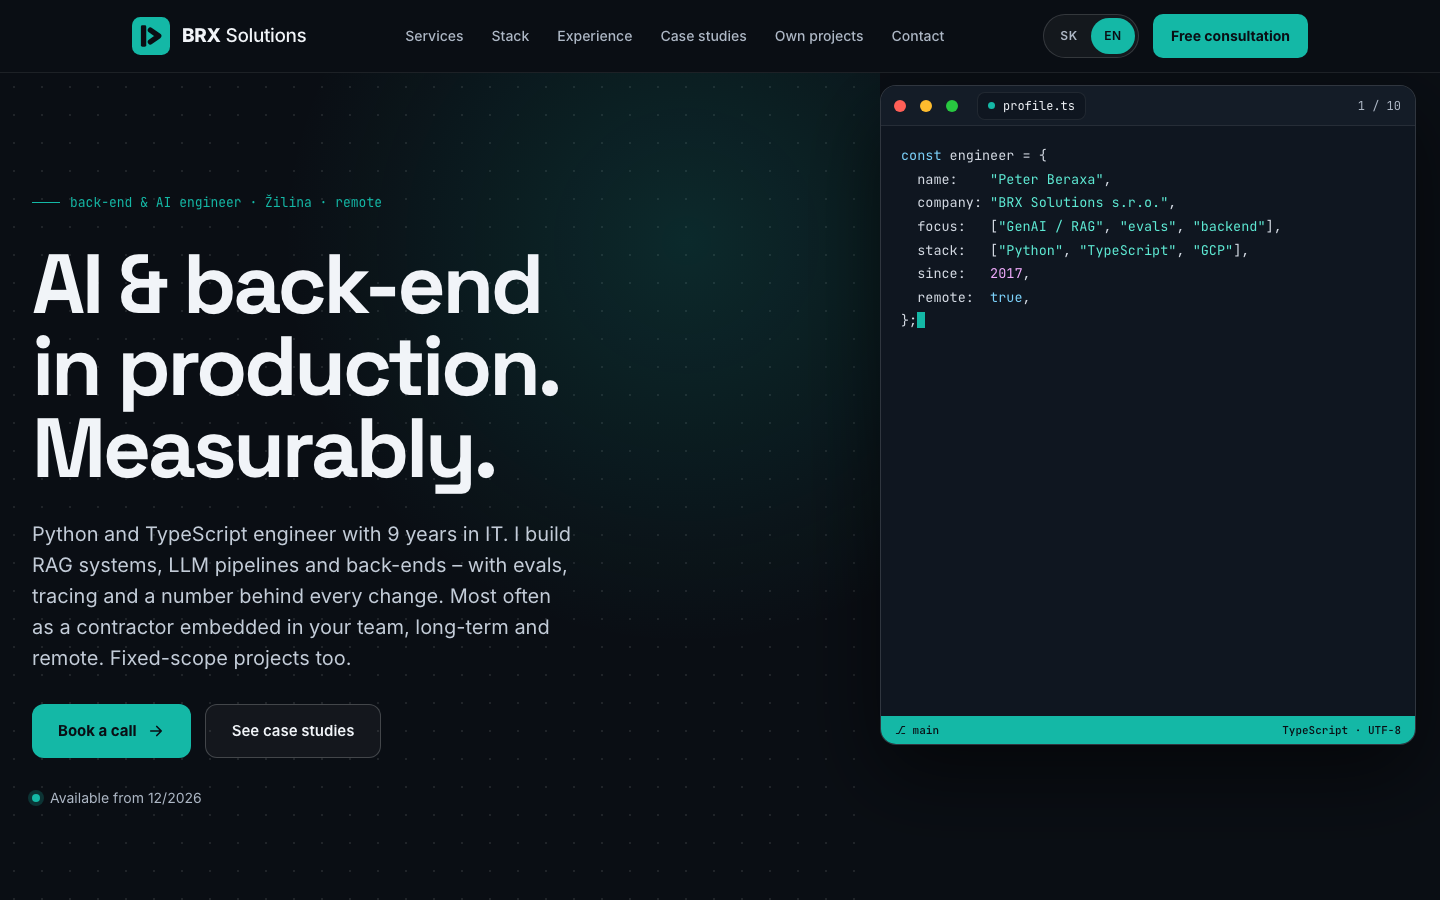 BRX Solutions
Services
Stack
Experience
Case studies
Own projects
Contact
SK
EN
Free consultation
back-end & AI engineer · Žilina · remote
AI & back-end
in production.
Measurably.
Python and TypeScript engineer with 9 years in IT. I build
RAG systems, LLM pipelines and back-ends – with evals,
tracing and a number behind every change. Most often
as a contractor embedded in your team, long-term and
remote. Fixed-scope projects too.
Book a call →
See case studies
Available from 12/2026
profile.ts
1 / 10
const engineer = {
  name:    "Peter Beraxa",
  company: "BRX Solutions s.r.o.",
  focus:   ["GenAI / RAG", "evals", "backend"],
  stack:   ["Python", "TypeScript", "GCP"],
  since:   2017,
  remote:  true,
};
⎇ main
TypeScript · UTF-8